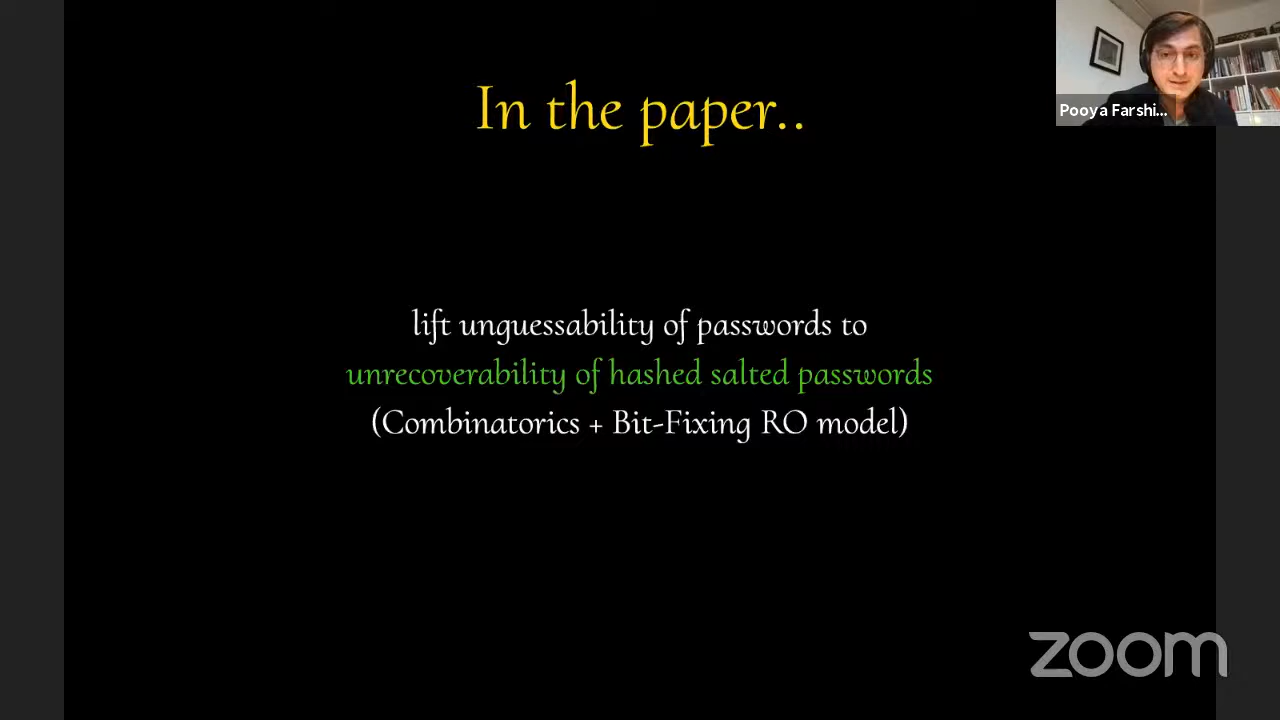 In the paper..
Pooya Farshi...
lift unguessability of passwords to
unrecoverability of hashed salted passwords
(Combinatorics + Bit-Fixing RO model)
zoom